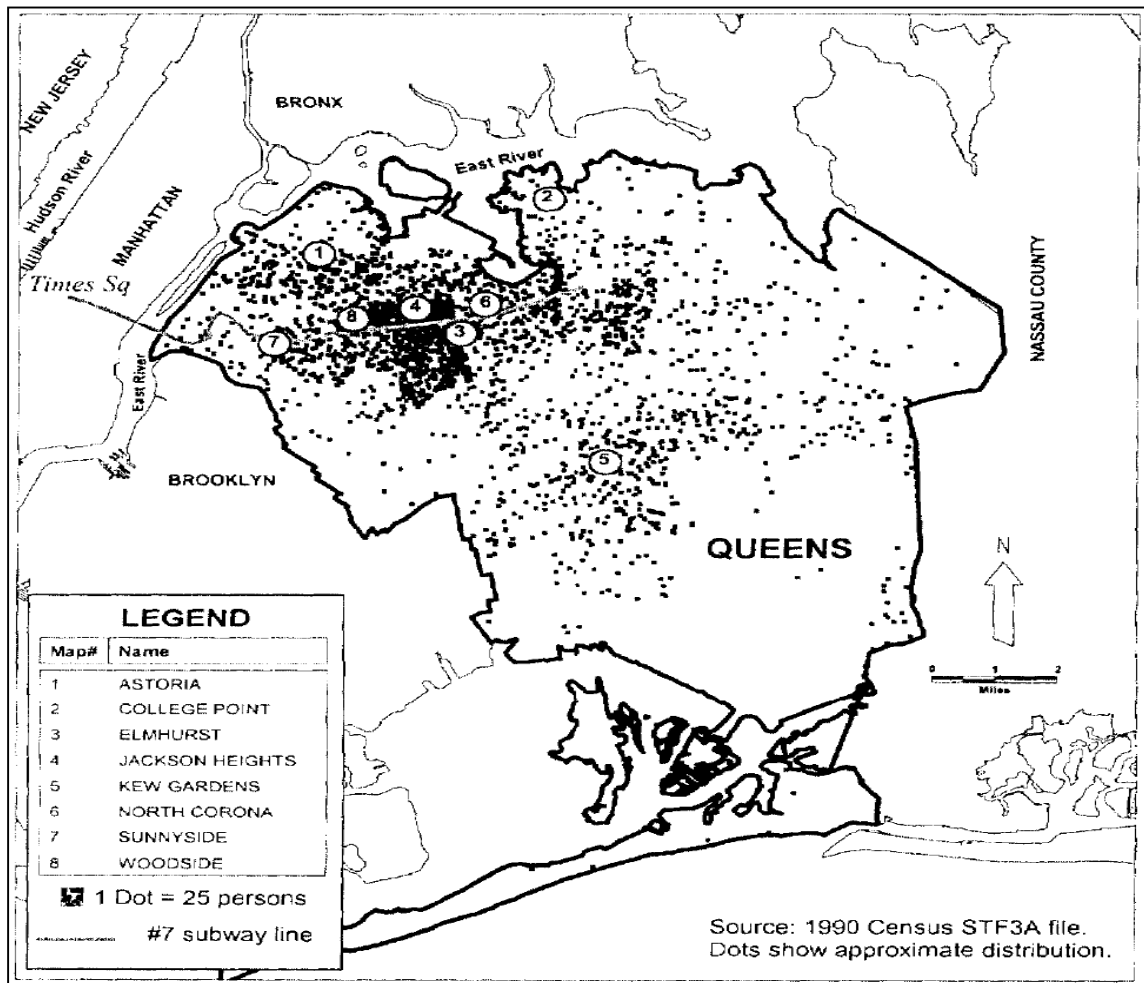 NEW JERSEY
Hudson River
MANHATTAN
BRONX
East River
Times Sq
East River
BROOKLYN
QUEENS
NASSAU COUNTY
N
1
2
3
4
5
6
7
8
0 1 2
Miles
LEGEND
Map# Name
1 ASTORIA
2 COLLEGE POINT
3 ELMHURST
4 JACKSON HEIGHTS
5 KEW GARDENS
6 NORTH CORONA
7 SUNNYSIDE
8 WOODSIDE
1 Dot = 25 persons
#7 subway line
Source: 1990 Census STF3A file.
Dots show approximate distribution.